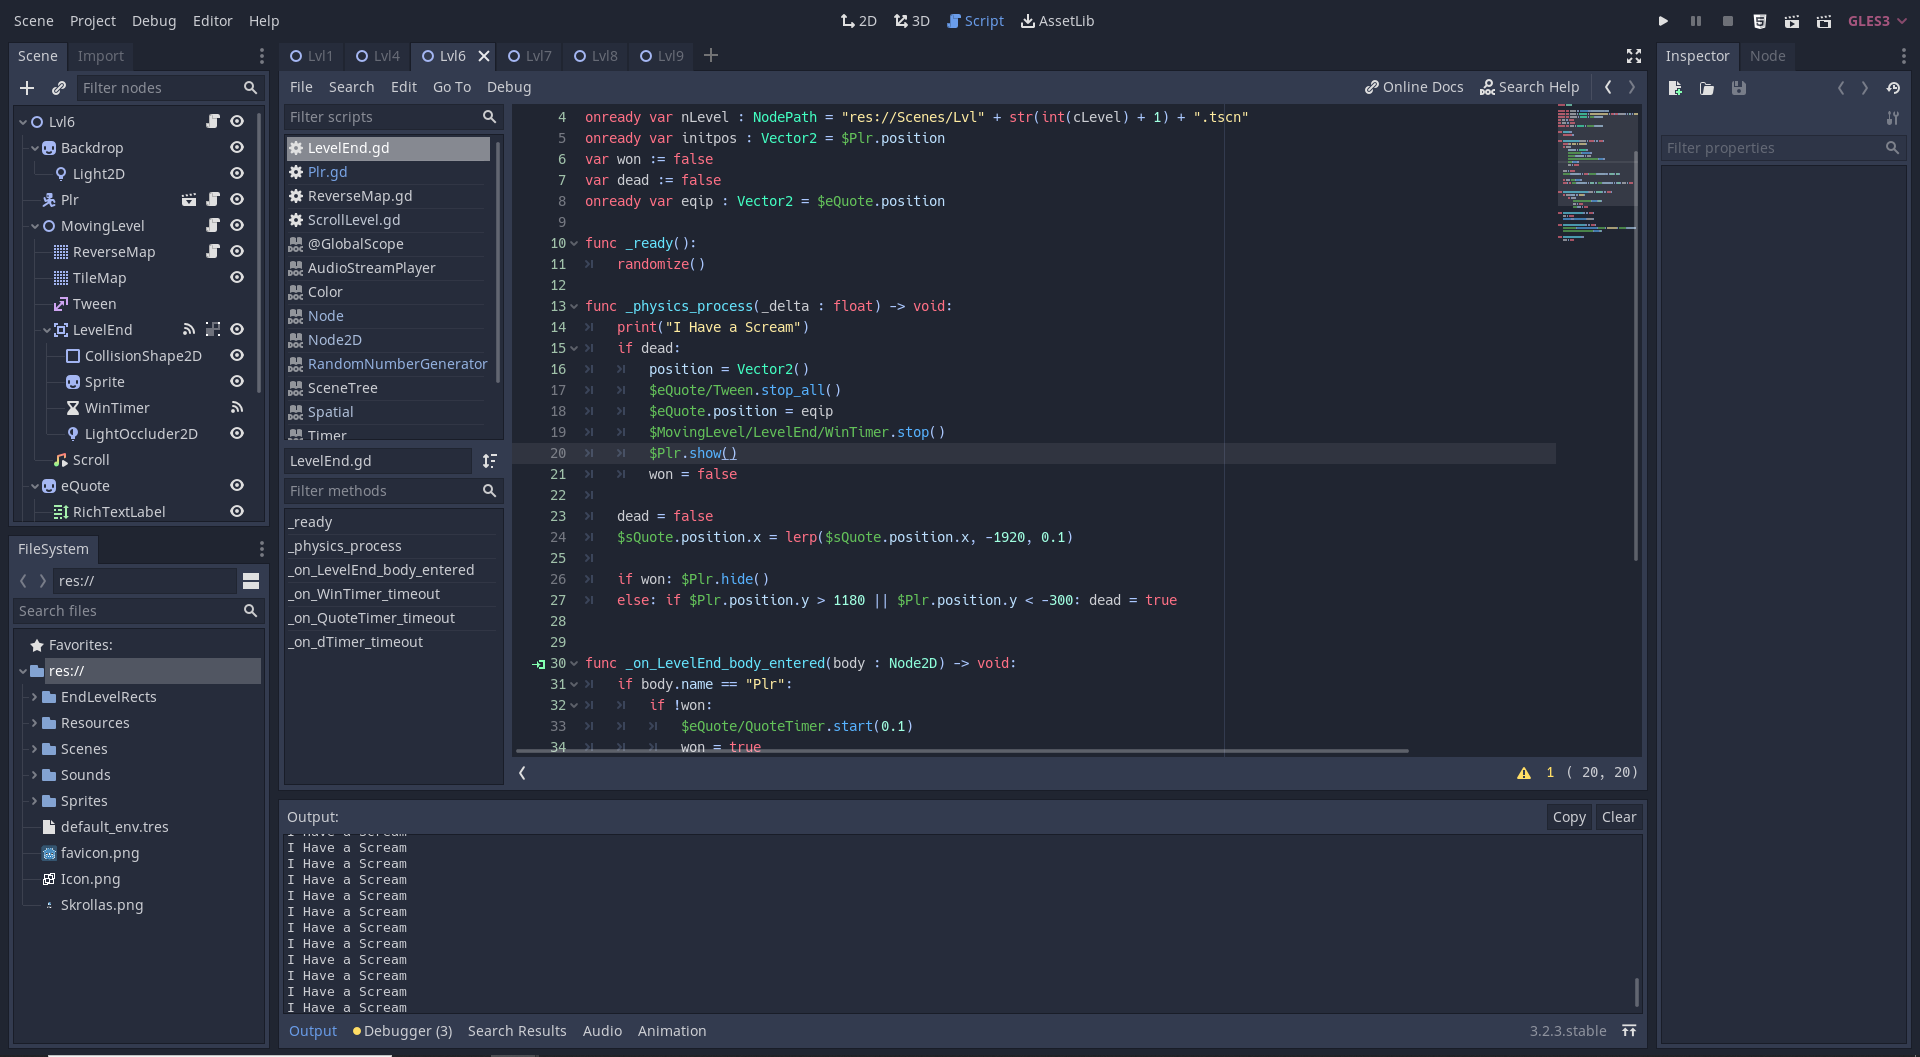 Scene Project Debug Editor Help 2D 3D Script AssetLib GLES3
Scene Import
Filter nodes
Lvl6
Backdrop
Light2D
Plr
MovingLevel
ReverseMap
TileMap
Tween
LevelEnd
CollisionShape2D
Sprite
WinTimer
LightOccluder2D
Scroll
eQuote
RichTextLabel
FileSystem
res://
Search files
Favorites:
res://
EndLevelRects
Resources
Scenes
Sounds
Sprites
default_env.tres
favicon.png
Icon.png
Skrollas.png
Lvl1 Lvl4 Lvl6 Lvl7 Lvl8 Lvl9
File Search Edit Go To Debug Online Docs Search Help
Filter scripts
LevelEnd.gd
Plr.gd
ReverseMap.gd
ScrollLevel.gd
@GlobalScope
AudioStreamPlayer
Color
Node
Node2D
RandomNumberGenerator
SceneTree
Spatial
Timer
LevelEnd.gd
Filter methods
_ready
_physics_process
_on_LevelEnd_body_entered
_on_WinTimer_timeout
_on_QuoteTimer_timeout
_on_dTimer_timeout
4 onready var nLevel : NodePath = "res://Scenes/Lvl" + str(int(cLevel) + 1) + ".tscn"
5 onready var initpos : Vector2 = $Plr.position
6 var won := false
7 var dead := false
8 onready var eqip : Vector2 = $eQuote.position
9
10 func _ready():
11 randomize()
12
13 func _physics_process(_delta : float) -> void:
14 print("I Have a Scream")
15 if dead:
16 position = Vector2()
17 $eQuote/Tween.stop_all()
18 $eQuote.position = eqip
19 $MovingLevel/LevelEnd/WinTimer.stop()
20 $Plr.show()
21 won = false
22
23 dead = false
24 $sQuote.position.x = lerp($sQuote.position.x, -1920, 0.1)
25
26 if won: $Plr.hide()
27 else: if $Plr.position.y > 1180 || $Plr.position.y < -300: dead = true
28
29
30 func _on_LevelEnd_body_entered(body : Node2D) -> void:
31 if body.name == "Plr":
32 if !won:
33 $eQuote/QuoteTimer.start(0.1)
34 won = true
1 ( 20, 20)
Output: Copy Clear
I Have a Scream
I Have a Scream
I Have a Scream
I Have a Scream
I Have a Scream
I Have a Scream
I Have a Scream
I Have a Scream
I Have a Scream
I Have a Scream
I Have a Scream
I Have a Scream
Output Debugger (3) Search Results Audio Animation 3.2.3.stable
Inspector Node
Filter properties